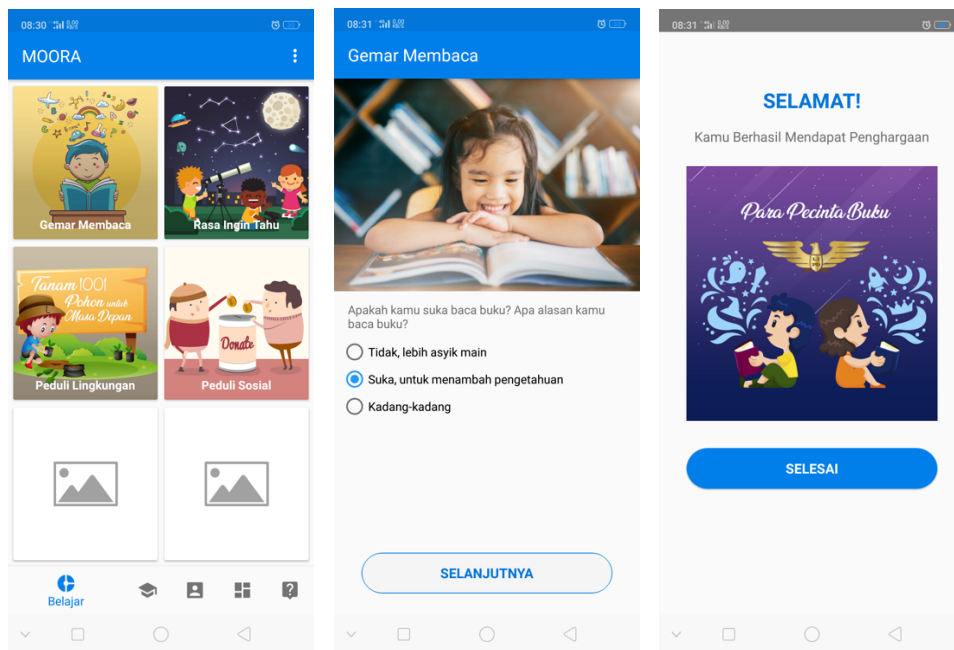 08:30
MOORA
Gemar Membaca
Rasa Ingin Tahu
Tanam 1001
Pohon untuk
Masa Depan
Peduli Lingkungan
Donate
Peduli Sosial
Belajar
08:31
Gemar Membaca
Apakah kamu suka baca buku? Apa alasan kamu
baca buku?
Tidak, lebih asyik main
Suka, untuk menambah pengetahuan
Kadang-kadang
SELANJUTNYA
08:31
SELAMAT!
Kamu Berhasil Mendapat Penghargaan
Para Pecinta Buku
SELESAI